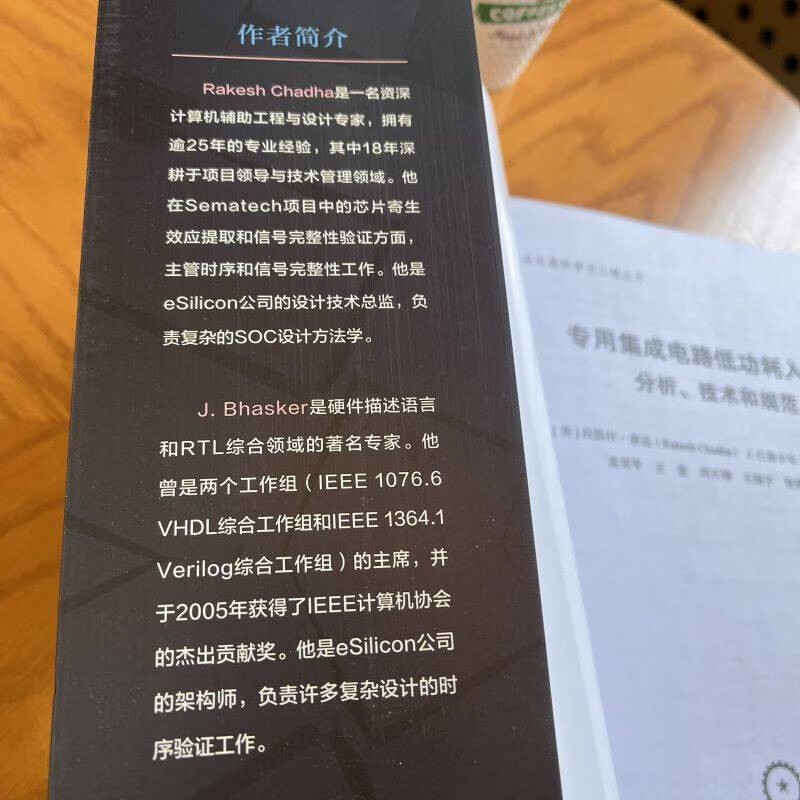 作者简介
Rakesh Chadha是一名资深
计算机辅助工程与设计专家，拥有
逾25年的专业经验，其中18年深
耕于项目领导与技术管理领域。他
在Sematech项目中的芯片寄生
效应提取和信号完整性验证方面，
主管时序和信号完整性工作。他是
eSilicon公司的设计技术总监，负
责复杂的SOC设计方法学。
J. Bhasker是硬件描述语言
和RTL综合领域的著名专家。他
曾是两个工作组（IEEE 1076.6
VHDL综合工作组和IEEE 1364.1
Verilog综合工作组）的主席，并
于2005年获得了IEEE计算机协会
的杰出贡献奖。他是eSilicon公司
的架构师，负责许多复杂设计的时
序验证工作。
专用集成电路低功耗入
分析、技术和规范
(Rakesh Chadha)